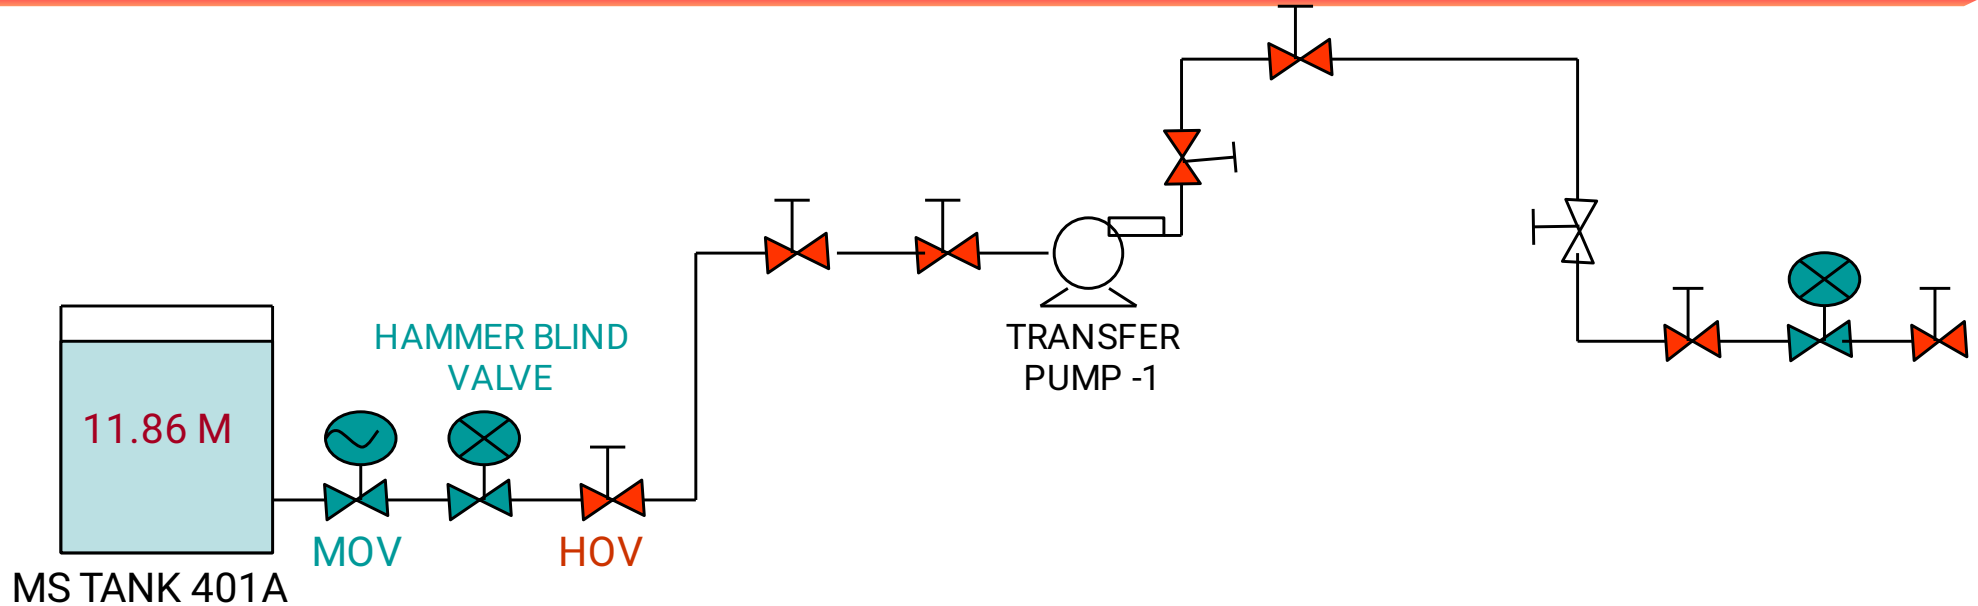 HAMMER BLIND
VALVE
TRANSFER
PUMP -1
11.86 M
MOV
HOV
MS TANK 401A